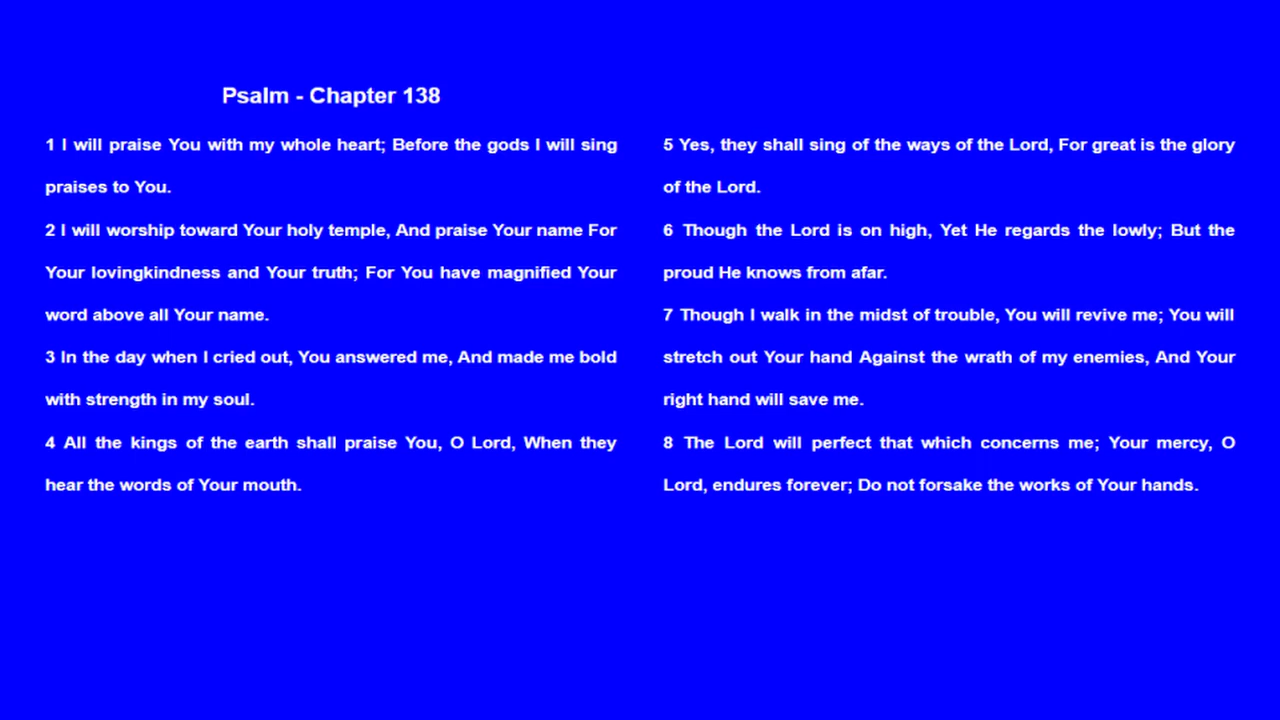 Psalm - Chapter 138
1 I will praise You with my whole heart; Before the gods I will sing
praises to You.
2 I will worship toward Your holy temple, And praise Your name For
Your lovingkindness and Your truth; For You have magnified Your
word above all Your name.
3 In the day when I cried out, You answered me, And made me bold
with strength in my soul.
4 All the kings of the earth shall praise You, O Lord, When they
hear the words of Your mouth.
5 Yes, they shall sing of the ways of the Lord, For great is the glory
of the Lord.
6 Though the Lord is on high, Yet He regards the lowly; But the
proud He knows from afar.
7 Though I walk in the midst of trouble, You will revive me; You will
stretch out Your hand Against the wrath of my enemies, And Your
right hand will save me.
8 The Lord will perfect that which concerns me; Your mercy, O
Lord, endures forever; Do not forsake the works of Your hands.